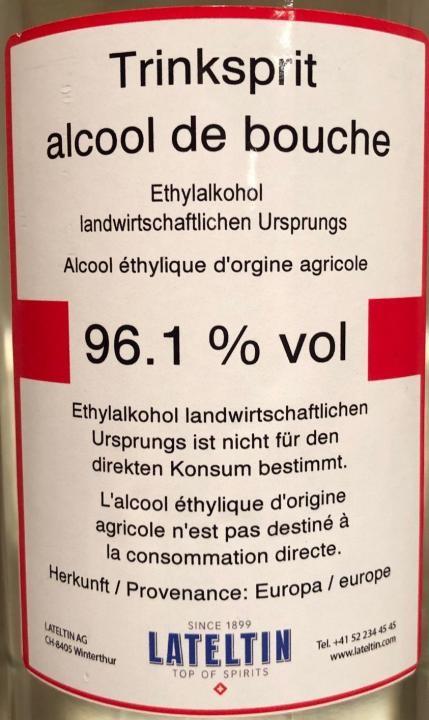 Trinksprit
alcool de bouche
Ethylalkohol
landwirtschaftlichen Ursprungs
Alcool éthylique d'orgine agricole
96.1 % vol
Ethylalkohol landwirtschaftlichen
Ursprungs ist nicht für den
direkten Konsum bestimmt.
L'alcool éthylique d'origine
agricole n'est pas destiné à
la consommation directe.
Herkunft / Provenance: Europa / europe
LATELTIN AG
CH-8405 Winterthur
SINCE 1899
LATELTIN
TOP OF SPIRITS
Tel. +41 52 234 45 45
www.lateltin.com